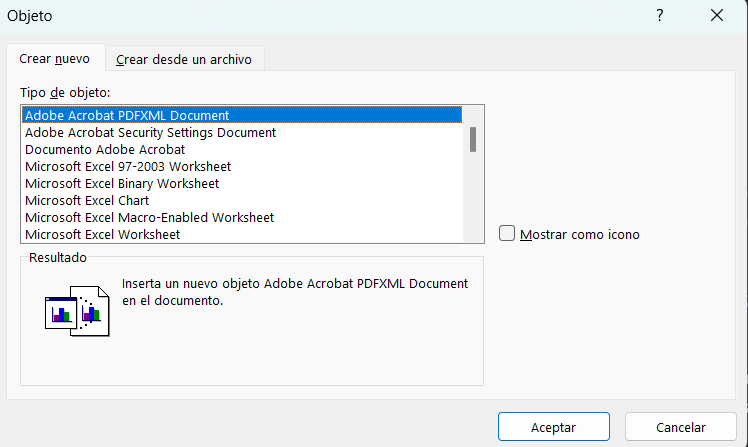 Objeto
?
Crear nuevo
Crear desde un archivo
Tipo de objeto:
Adobe Acrobat PDFXML Document
Adobe Acrobat Security Settings Document
Documento Adobe Acrobat
Microsoft Excel 97-2003 Worksheet
Microsoft Excel Binary Worksheet
Microsoft Excel Chart
Microsoft Excel Macro-Enabled Worksheet
Microsoft Excel Worksheet
Mostrar como icono
Resultado
Inserta un nuevo objeto Adobe Acrobat PDFXML Document
en el documento.
Aceptar
Cancelar